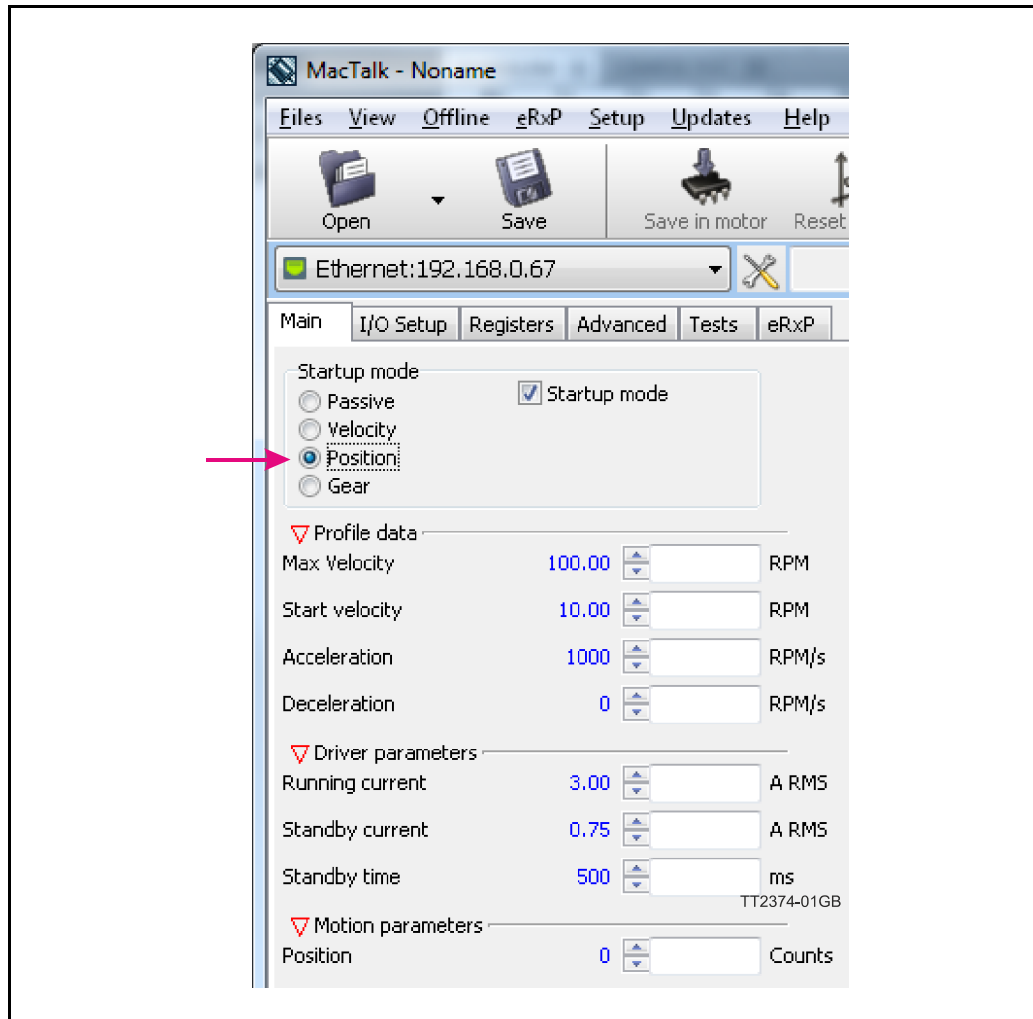 MacTalk - Noname
Files View Offline eRxP Setup Updates Help
Open Save Save in motor Reset
Ethernet:192.168.0.67
Main I/O Setup Registers Advanced Tests eRxP
Startup mode
Startup mode
Passive
Velocity
Position
Gear
Profile data
Max Velocity 100.00 RPM
Start velocity 10.00 RPM
Acceleration 1000 RPM/s
Deceleration 0 RPM/s
Driver parameters
Running current 3.00 A RMS
Standby current 0.75 A RMS
Standby time 500 ms
TT2374-01GB
Motion parameters
Position 0 Counts